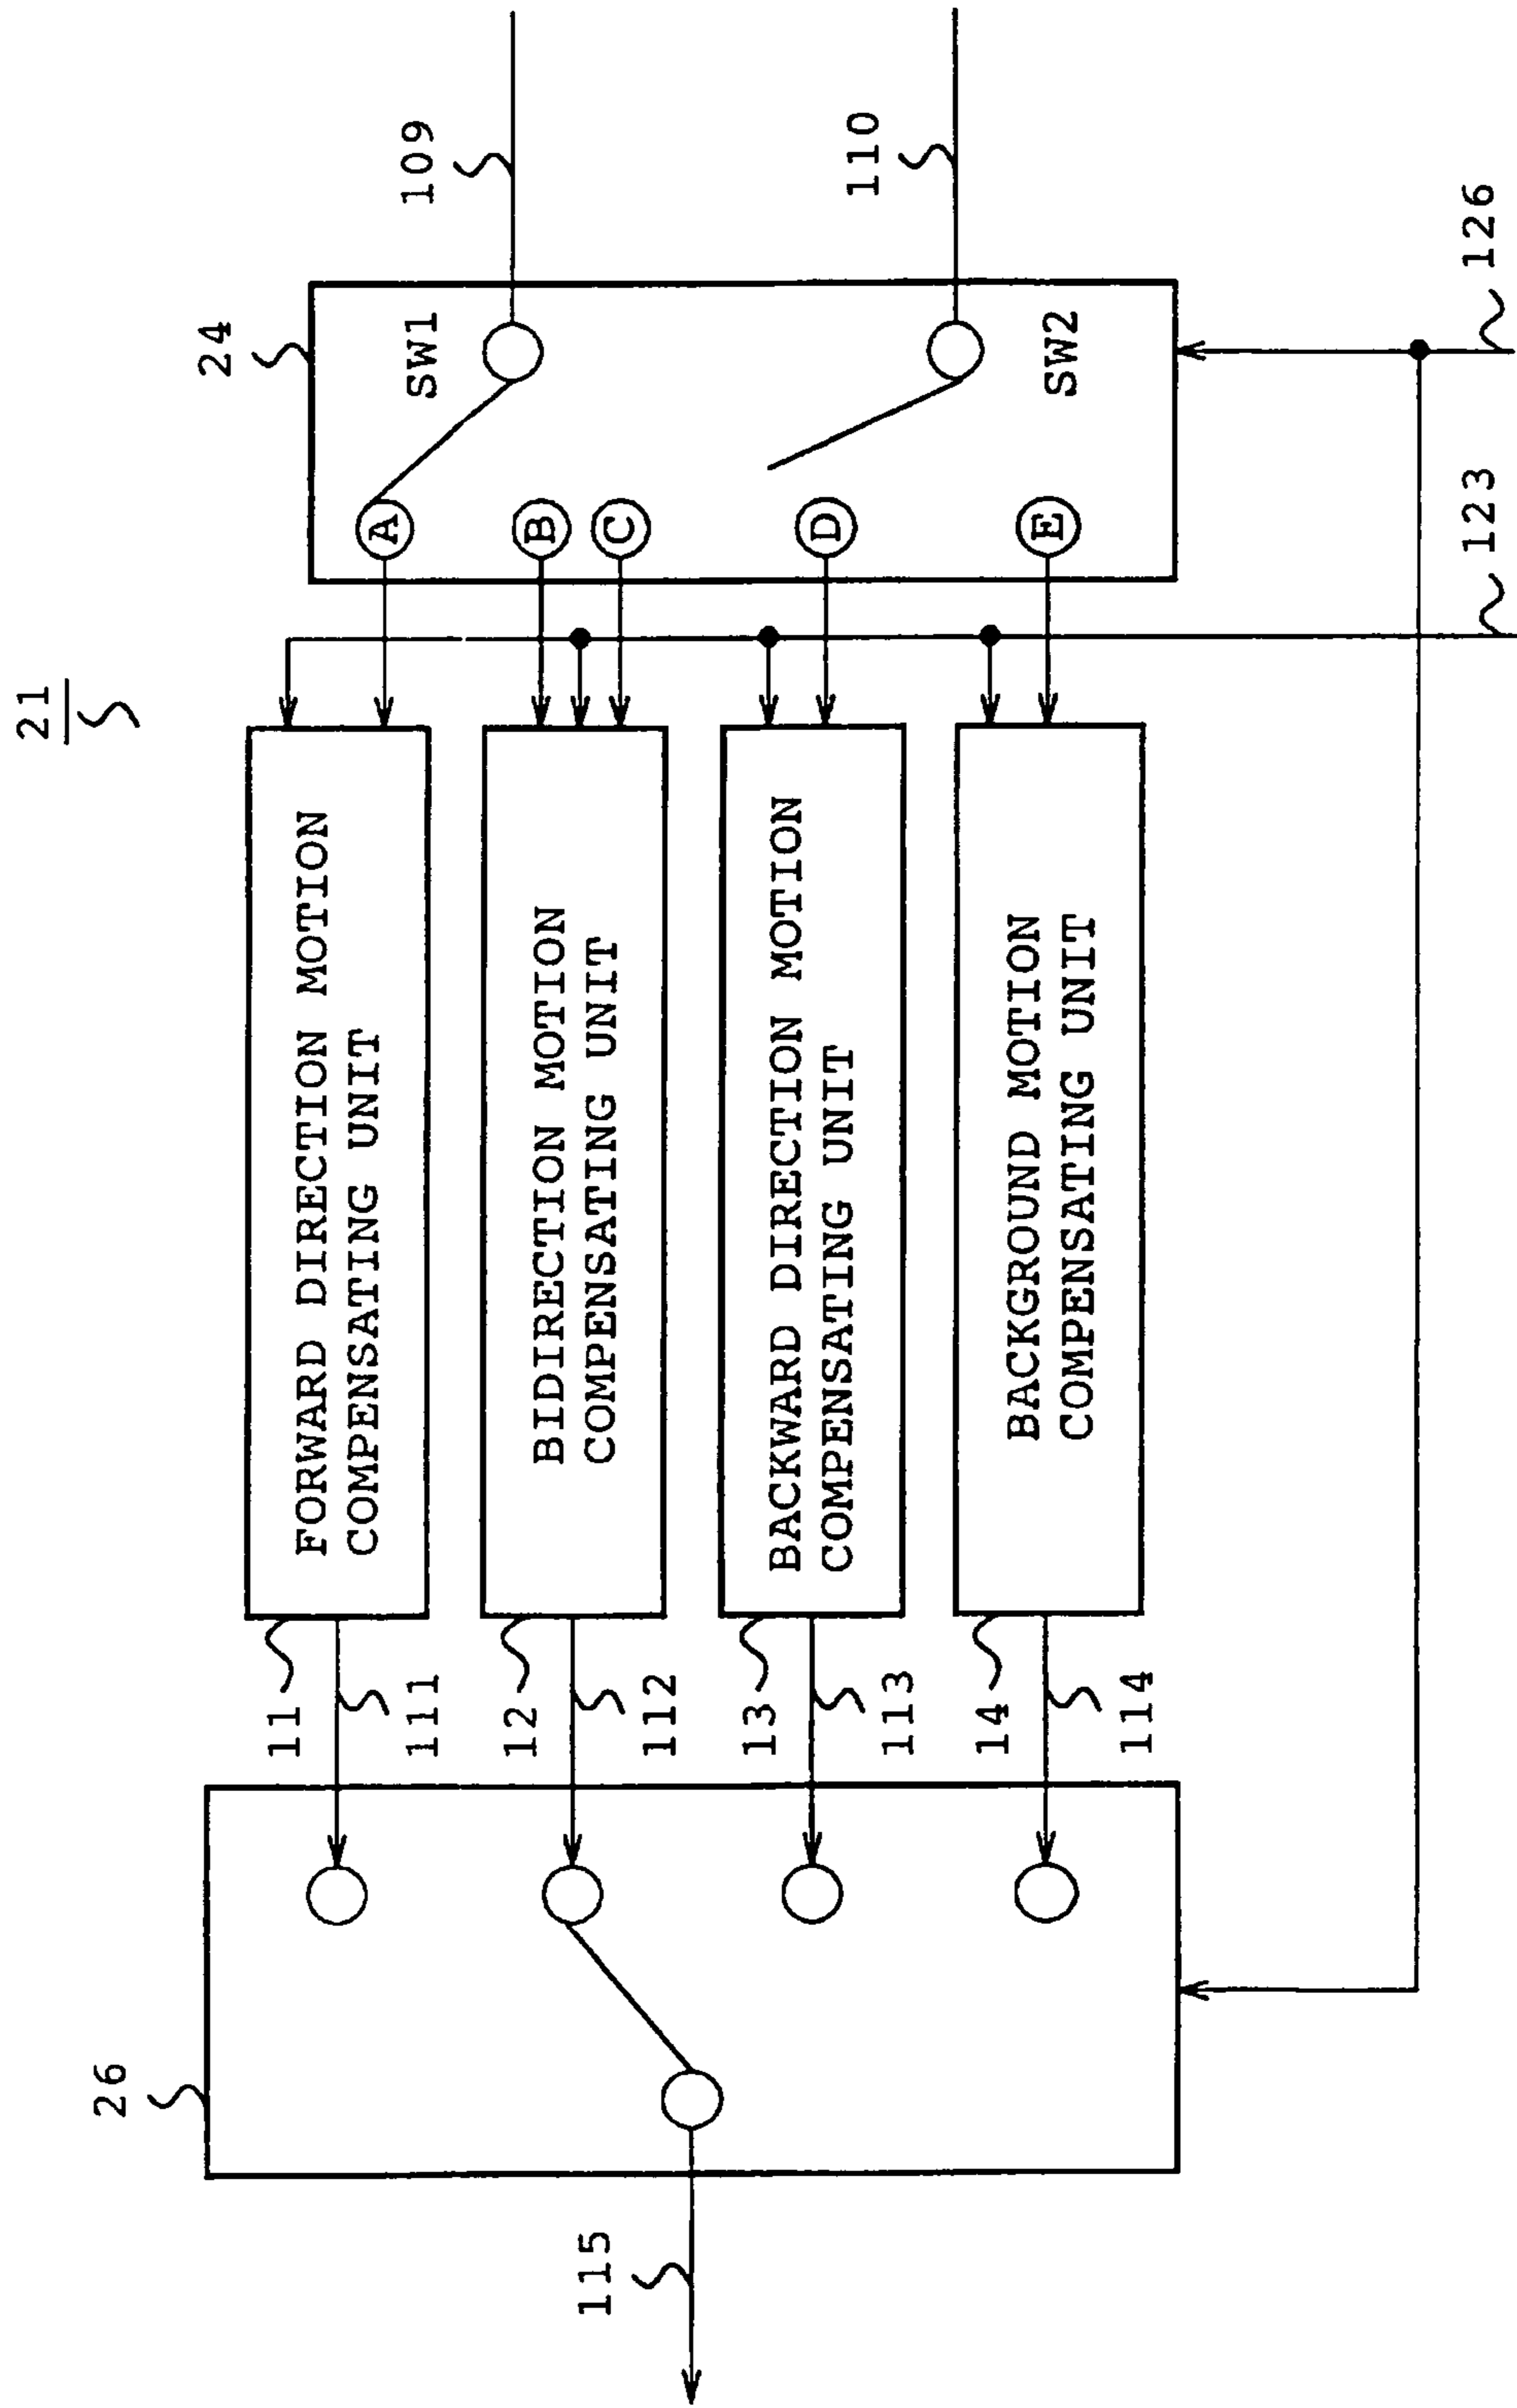 21
24
109
SW1
110
SW2
A
B
C
D
E
126
123
FORWARD DIRECTION MOTION
COMPENSATING UNIT
BIDIRECTION MOTION
COMPENSATING UNIT
BACKWARD DIRECTION MOTION
COMPENSATING UNIT
BACKGROUND MOTION
COMPENSATING UNIT
11
111
12
112
13
113
14
114
26
115